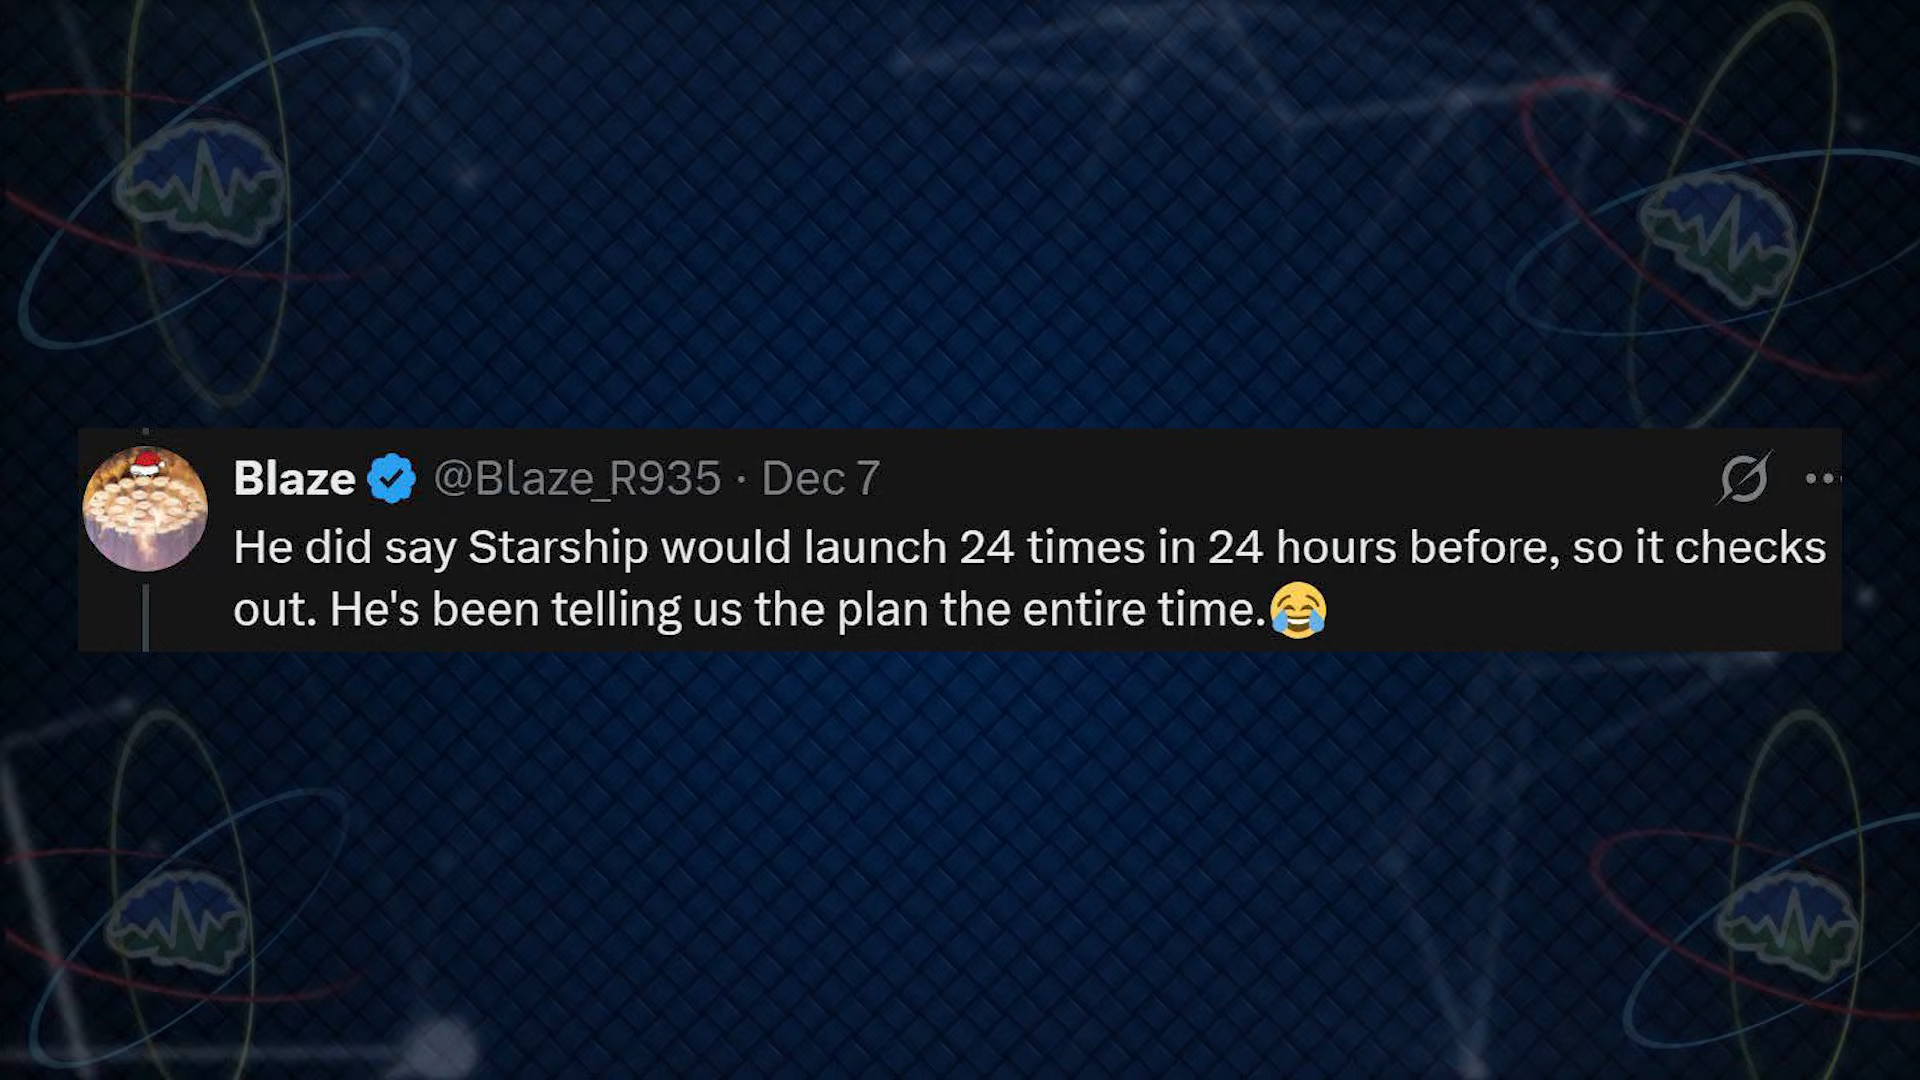 Blaze @Blaze_R935 · Dec 7
He did say Starship would launch 24 times in 24 hours before, so it checks
out. He's been telling us the plan the entire time.😂